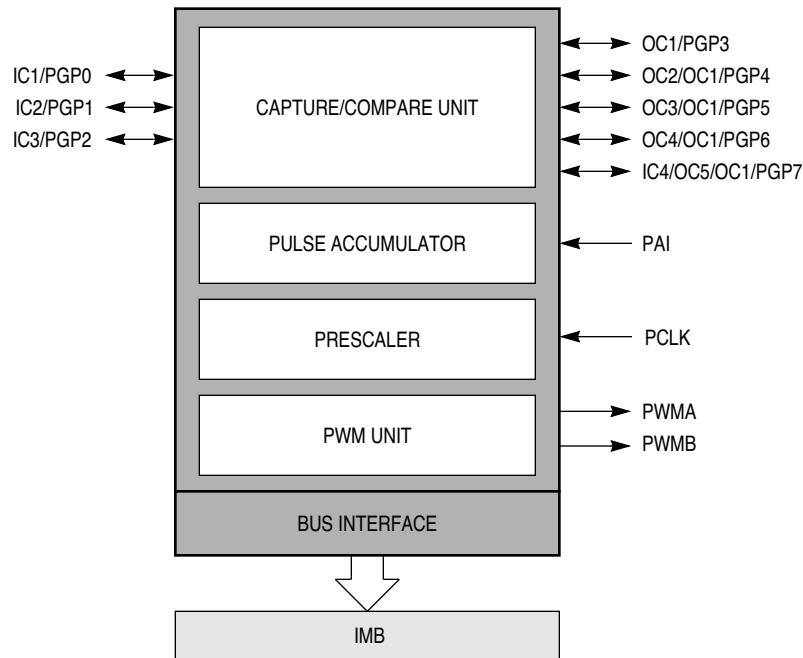 IC1/PGP0
IC2/PGP1
IC3/PGP2
CAPTURE/COMPARE UNIT
OC1/PGP3
OC2/OC1/PGP4
OC3/OC1/PGP5
OC4/OC1/PGP6
IC4/OC5/OC1/PGP7
PULSE ACCUMULATOR
PAI
PRESCALER
PCLK
PWM UNIT
PWMA
PWMB
BUS INTERFACE
IMB